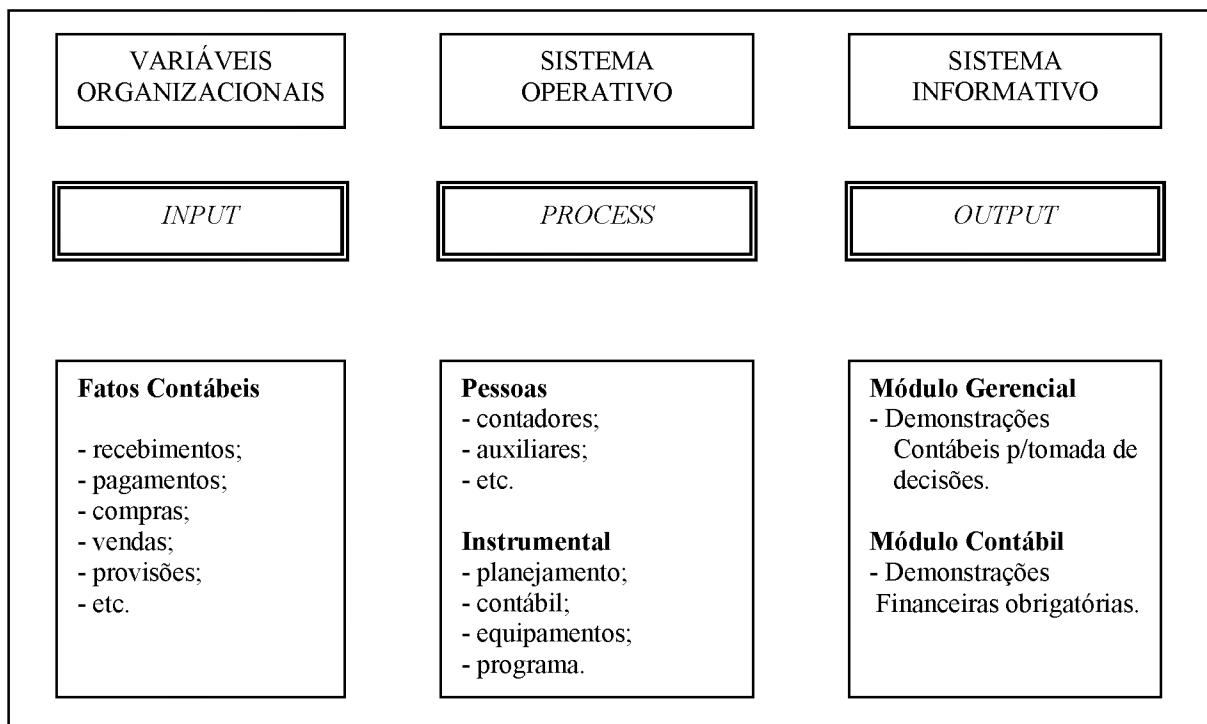 VARIÁVEIS
ORGANIZACIONAIS
SISTEMA
OPERATIVO
SISTEMA
INFORMATIVO
INPUT
PROCESS
OUTPUT
Fatos Contábeis
- recebimentos;
- pagamentos;
- compras;
- vendas;
- provisões;
- etc.
Pessoas
- contadores;
- auxiliares;
- etc.
Instrumental
- planejamento;
- contábil;
- equipamentos;
- programa.
Módulo Gerencial
- Demonstrações
Contábeis p/tomada de
decisões.
Módulo Contábil
- Demonstrações
Financeiras obrigatórias.